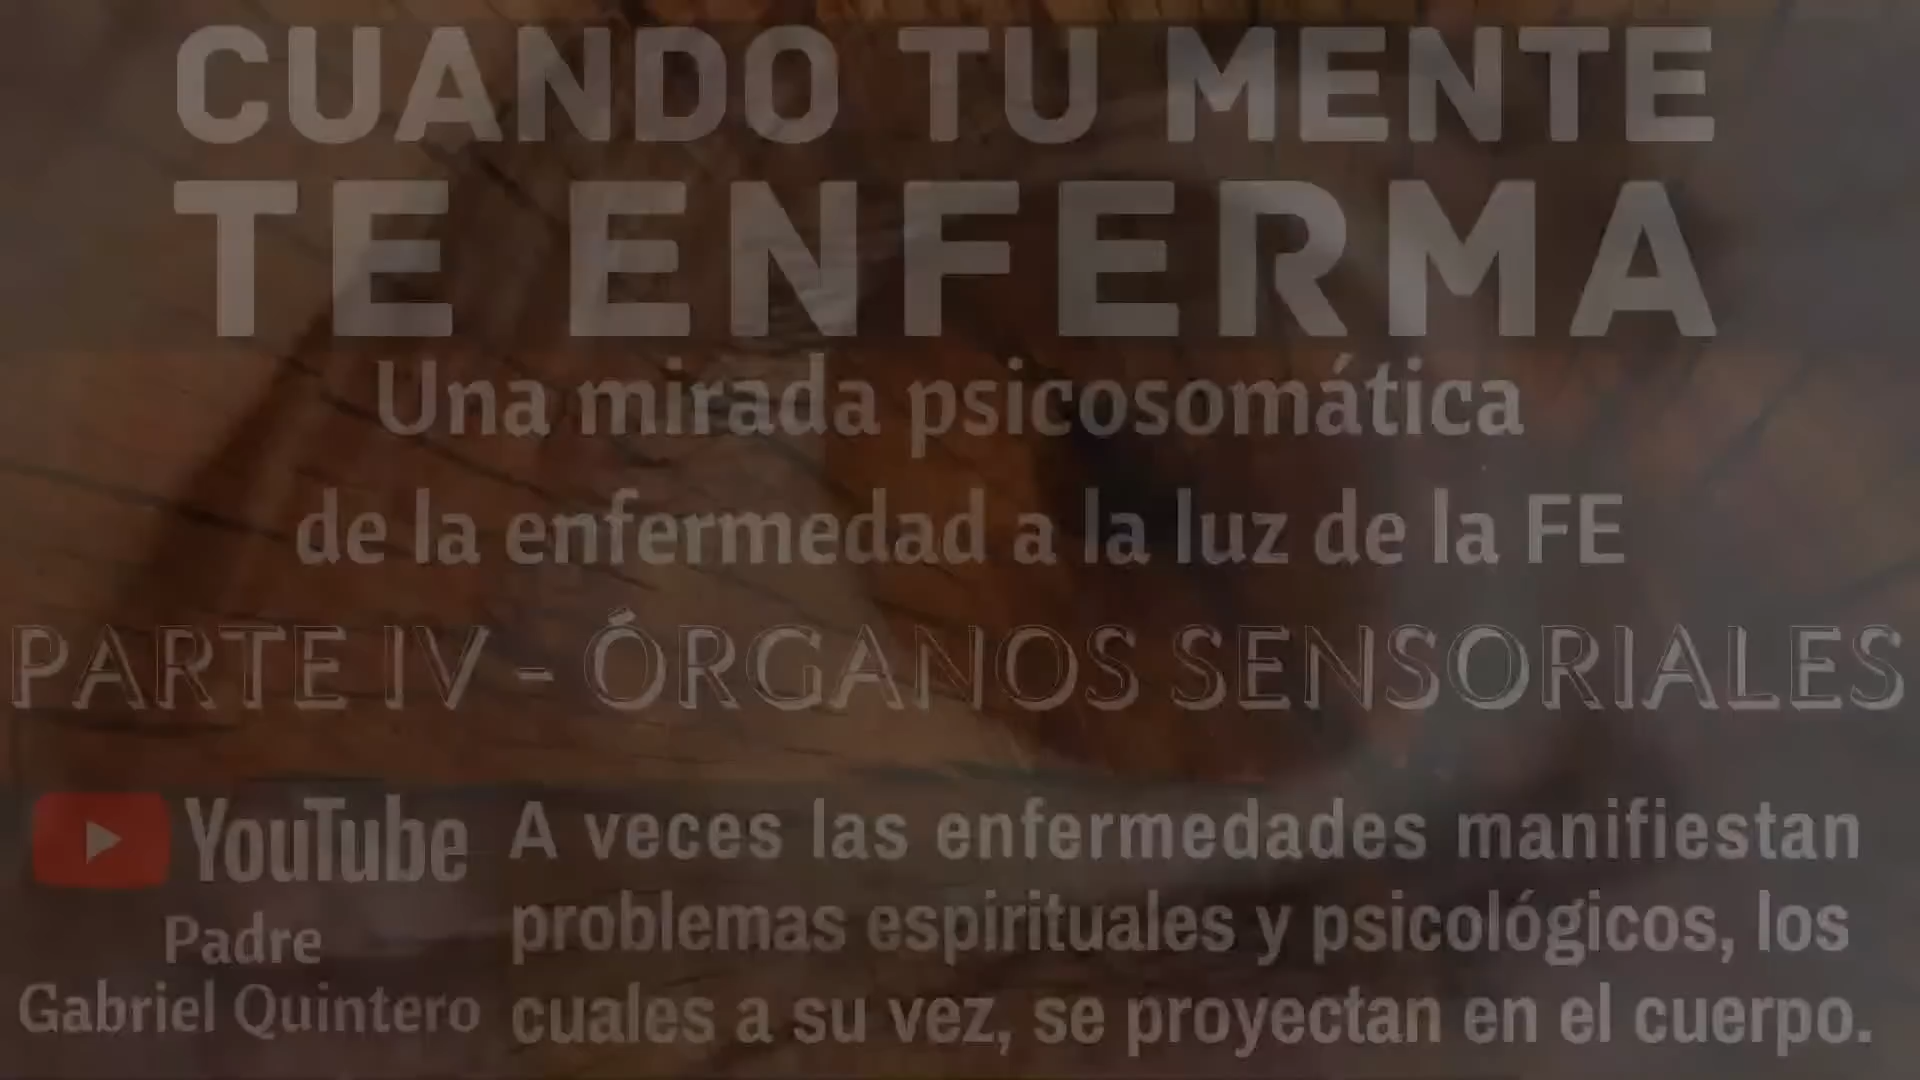 CUANDO TU MENTE
TE ENFERMA
Una mirada psicosomática
de la enfermedad a la luz de la FE
PARTE IV - ÓRGANOS SENSORIALES
YouTube
Padre
Gabriel Quintero
A veces las enfermedades manifiestan
problemas espirituales y psicológicos, los
cuales a su vez, se proyectan en el cuerpo.